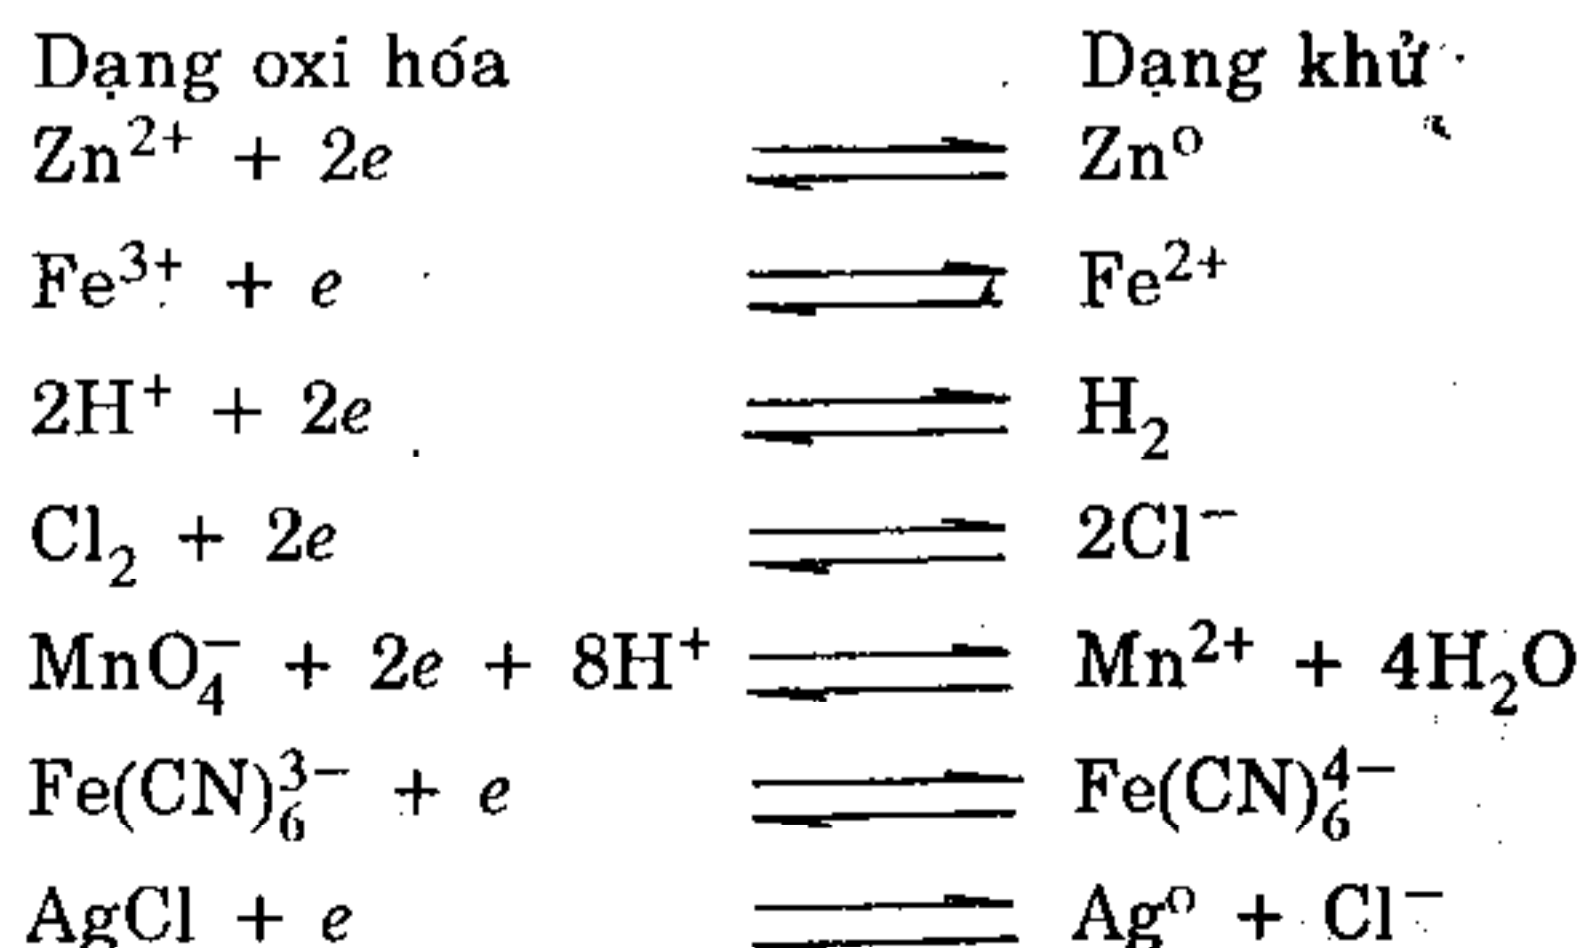 Dạng oxi hóa Dạng khử
Zn²⁺ + 2e ⇌ Zn⁰
Fe³⁺ + e ⇌ Fe²⁺
2H⁺ + 2e ⇌ H₂
Cl₂ + 2e ⇌ 2Cl⁻
MnO₄⁻ + 2e + 8H⁺ ⇌ Mn²⁺ + 4H₂O
Fe(CN)₆³⁻ + e ⇌ Fe(CN)₆⁴⁻
AgCl + e ⇌ Ag⁰ + Cl⁻